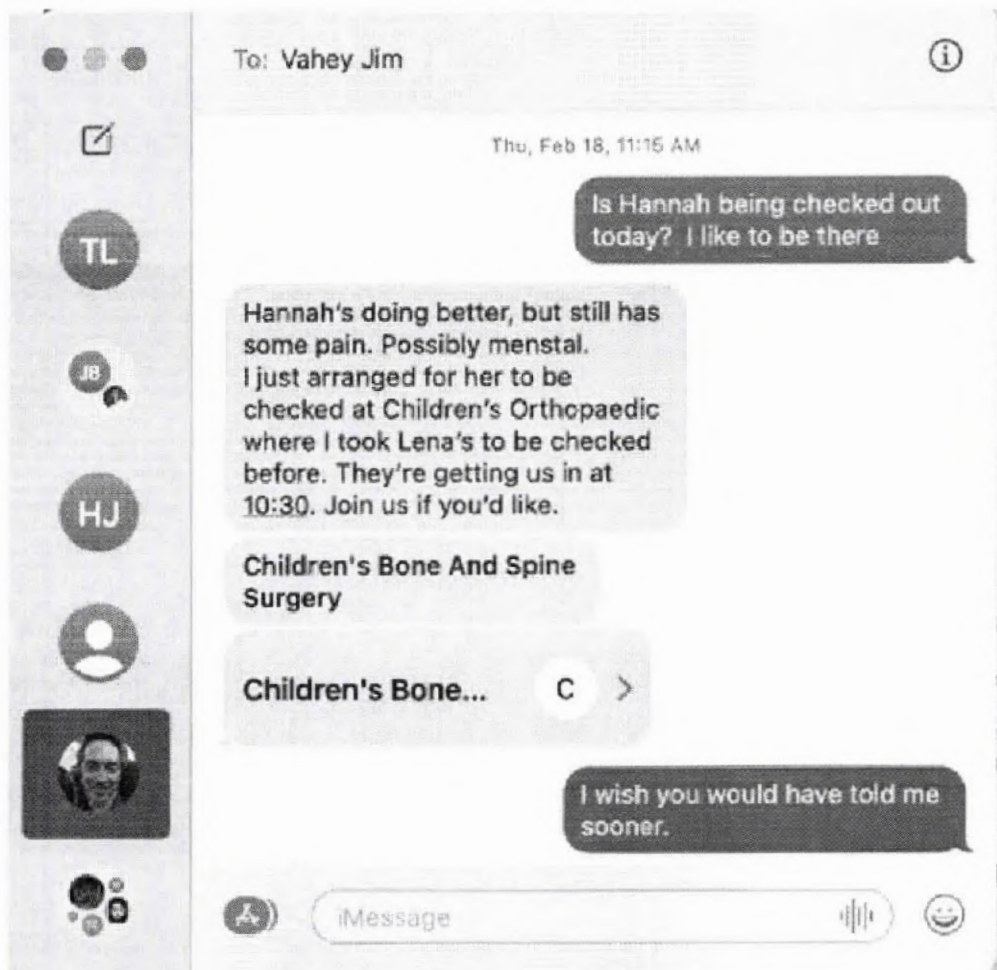 To: Vahey Jim
Thu, Feb 18, 11:15 AM
Is Hannah being checked out
today? I like to be there
TL
JB
Hannah's doing better, but still has
some pain. Possibly menstal.
I just arranged for her to be
checked at Children's Orthopaedic
where I took Lena's to be checked
before. They're getting us in at
10:30. Join us if you'd like.
HJ
Children's Bone And Spine
Surgery
Children's Bone... C >
I wish you would have told me
sooner.
iMessage